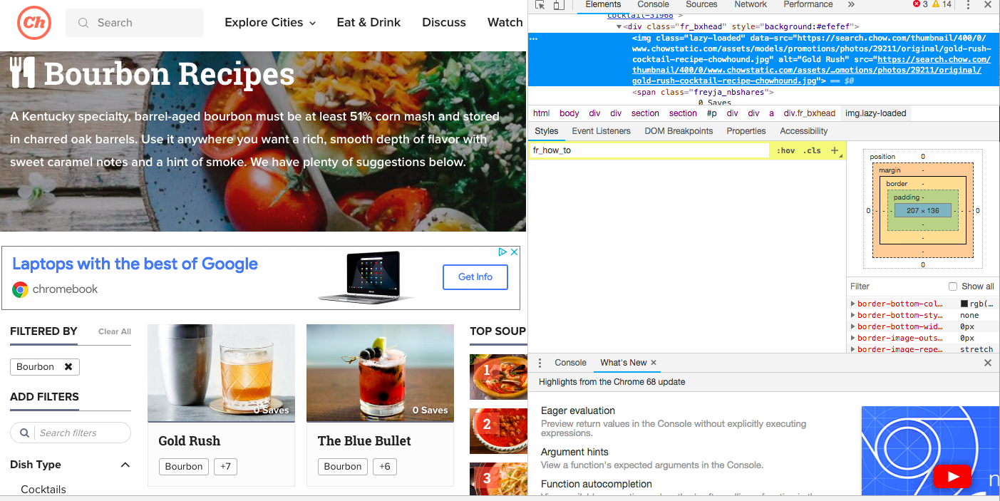 Ch
Search
Explore Cities
Eat & Drink
Discuss
Watch
Bourbon Recipes
A Kentucky specialty, barrel-aged bourbon must be at least 51% corn mash and stored
in charred oak barrels. Use it anywhere you want a rich, smooth depth of flavor with
sweet caramel notes and a hint of smoke. We have plenty of suggestions below.
Laptops with the best of Google
chromebook
Get Info
FILTERED BY
Clear All
Bourbon
ADD FILTERS
Search filters
Dish Type
Cocktails
0 Saves
Gold Rush
Bourbon
+7
0 Saves
The Blue Bullet
Bourbon
+6
TOP SOUP
1
2
3
Elements
Console
Sources
Network
Performance
»
3
14
cocktail-31968">
<div class="fr_bxhead" style="background:#efefef">
<img class="lazy-loaded" data-src="https://search.chow.com/thumbnail/400/0/
www.chowstatic.com/assets/models/promotions/photos/29211/original/gold-rush-
cocktail-recipe-chowhound.jpg" alt="Gold Rush" src="https://search.chow.com/
thumbnail/400/0/www.chowstatic.com/assets/…omotions/photos/29211/original/
gold-rush-cocktail-recipe-chowhound.jpg"> == $0
<span class="freyja_nbshares">
0 Saves
html
body
div
div
section
section
#p
div
div
a
div.fr_bxhead
img.lazy-loaded
Styles
Event Listeners
DOM Breakpoints
Properties
Accessibility
fr_how_to
:hov
.cls
+
position
0
margin
-
border
-
padding -
0
-
-
-
207 × 136
-
-
-
0
-
-
-
0
Filter
Show all
border-bottom-col…
rgb(…
border-bottom-sty…
none
border-bottom-wid…
0px
border-image-outs…
0px
border-image-repe…
stretch
Console
What's New
Highlights from the Chrome 68 update
Eager evaluation
Preview return values in the Console without explicitly executing
expressions.
Argument hints
View a function's expected arguments in the Console.
Function autocompletion